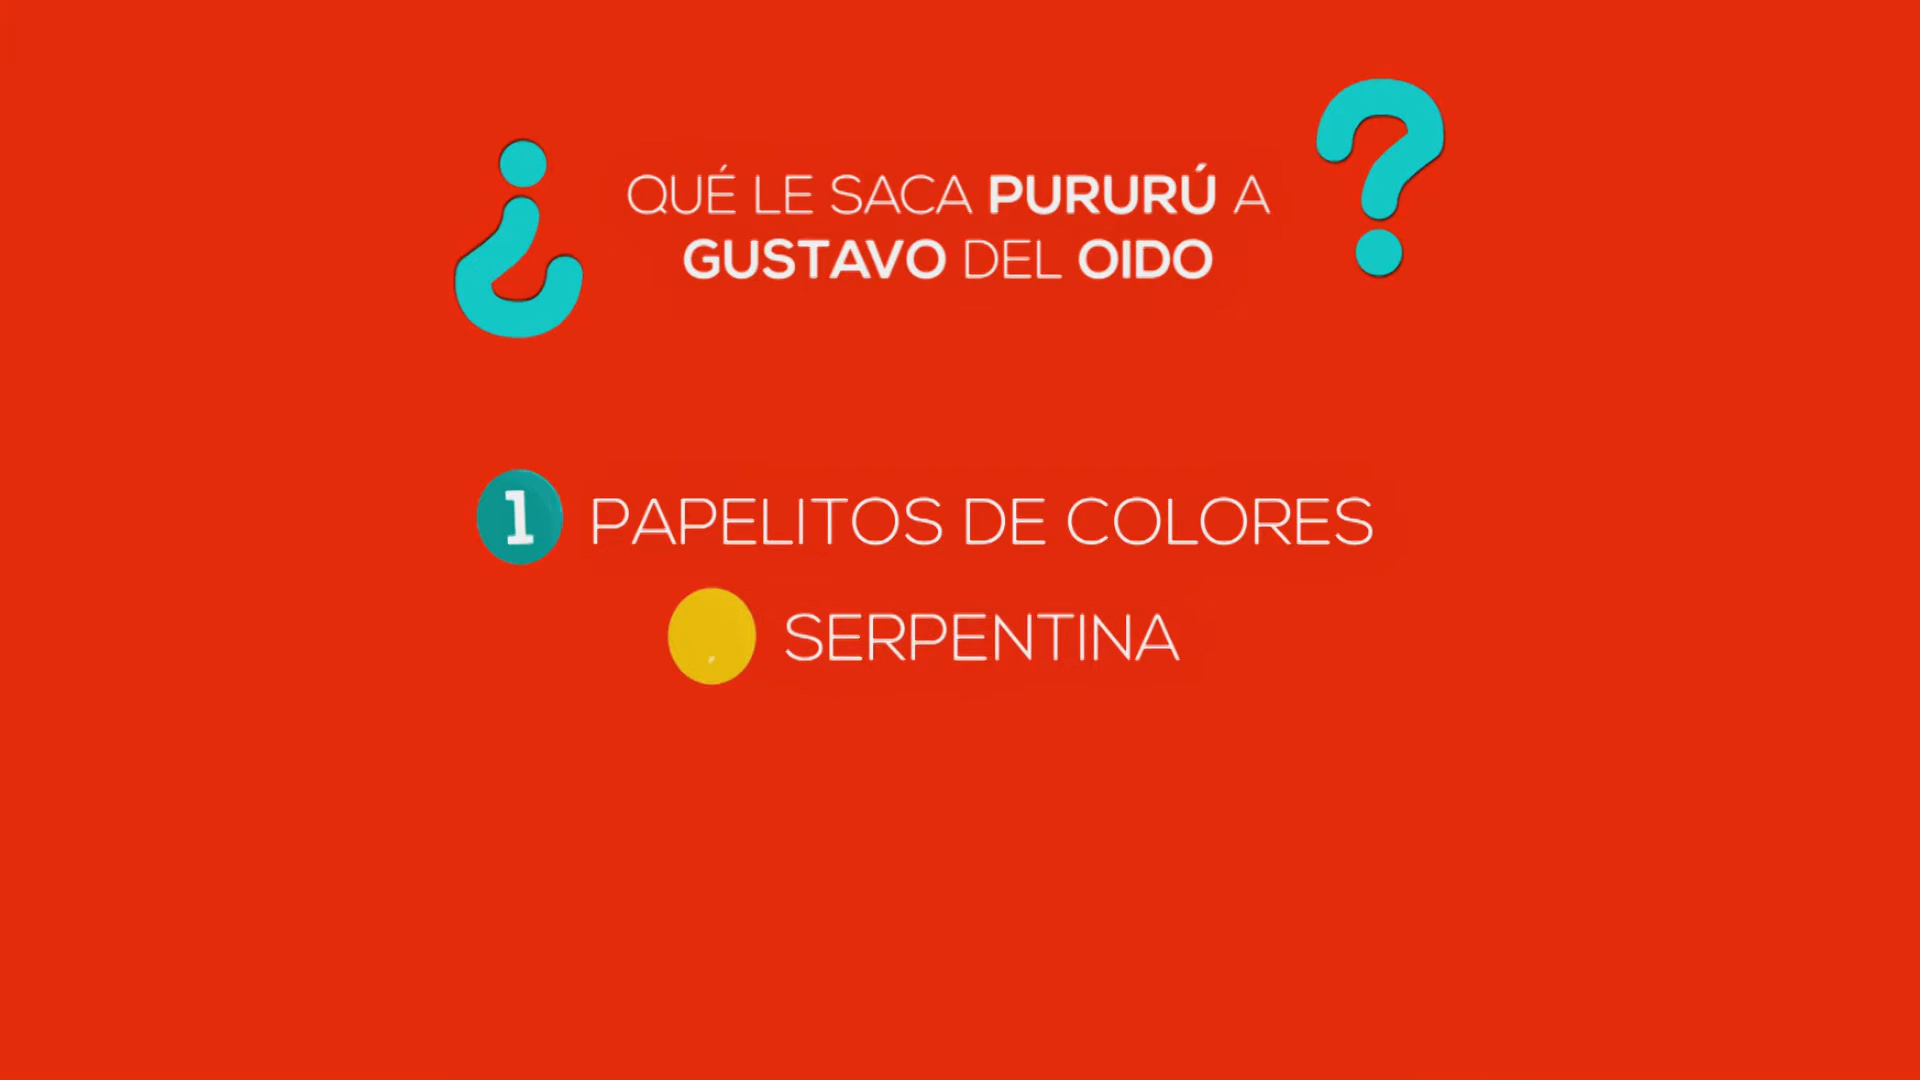 ¿QUÉ LE SACA PURURÚ A
GUSTAVO DEL OIDO?
1 PAPELITOS DE COLORES
SERPENTINA